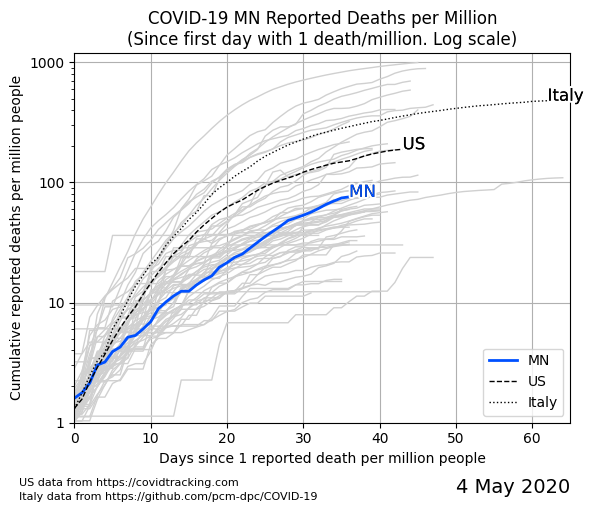 COVID-19 MN Reported Deaths per Million
(Since first day with 1 death/million. Log scale)
Cumulative reported deaths per million people
1000
100
10
1
Italy
US
MN
MN
US
Italy
0 10 20 30 40 50 60
Days since 1 reported death per million people
US data from https://covidtracking.com
Italy data from https://github.com/pcm-dpc/COVID-19
4 May 2020